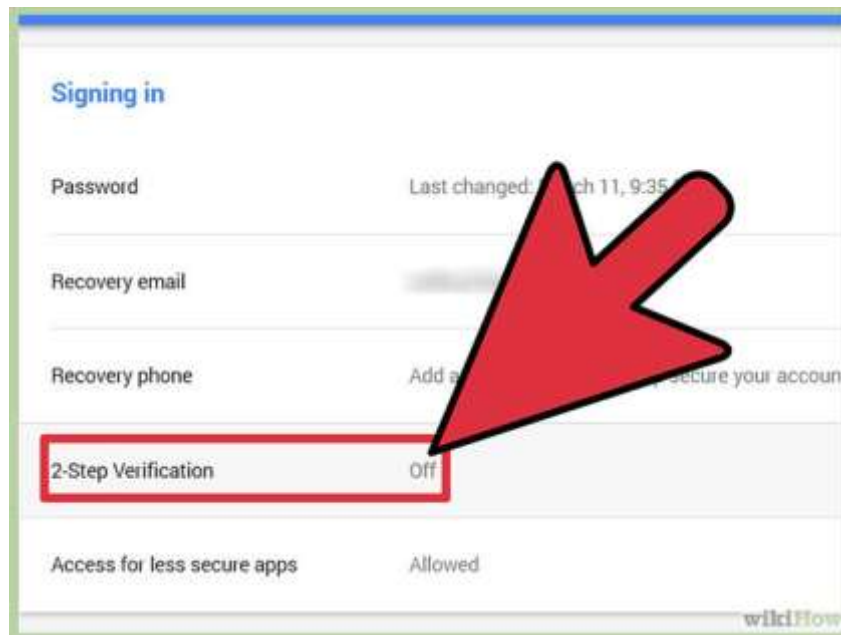 Signing in
Password Last changed: ch 11, 9:35
Recovery email
Recovery phone Add a secure your accoun
2-Step Verification Off
Access for less secure apps Allowed
wikiHow